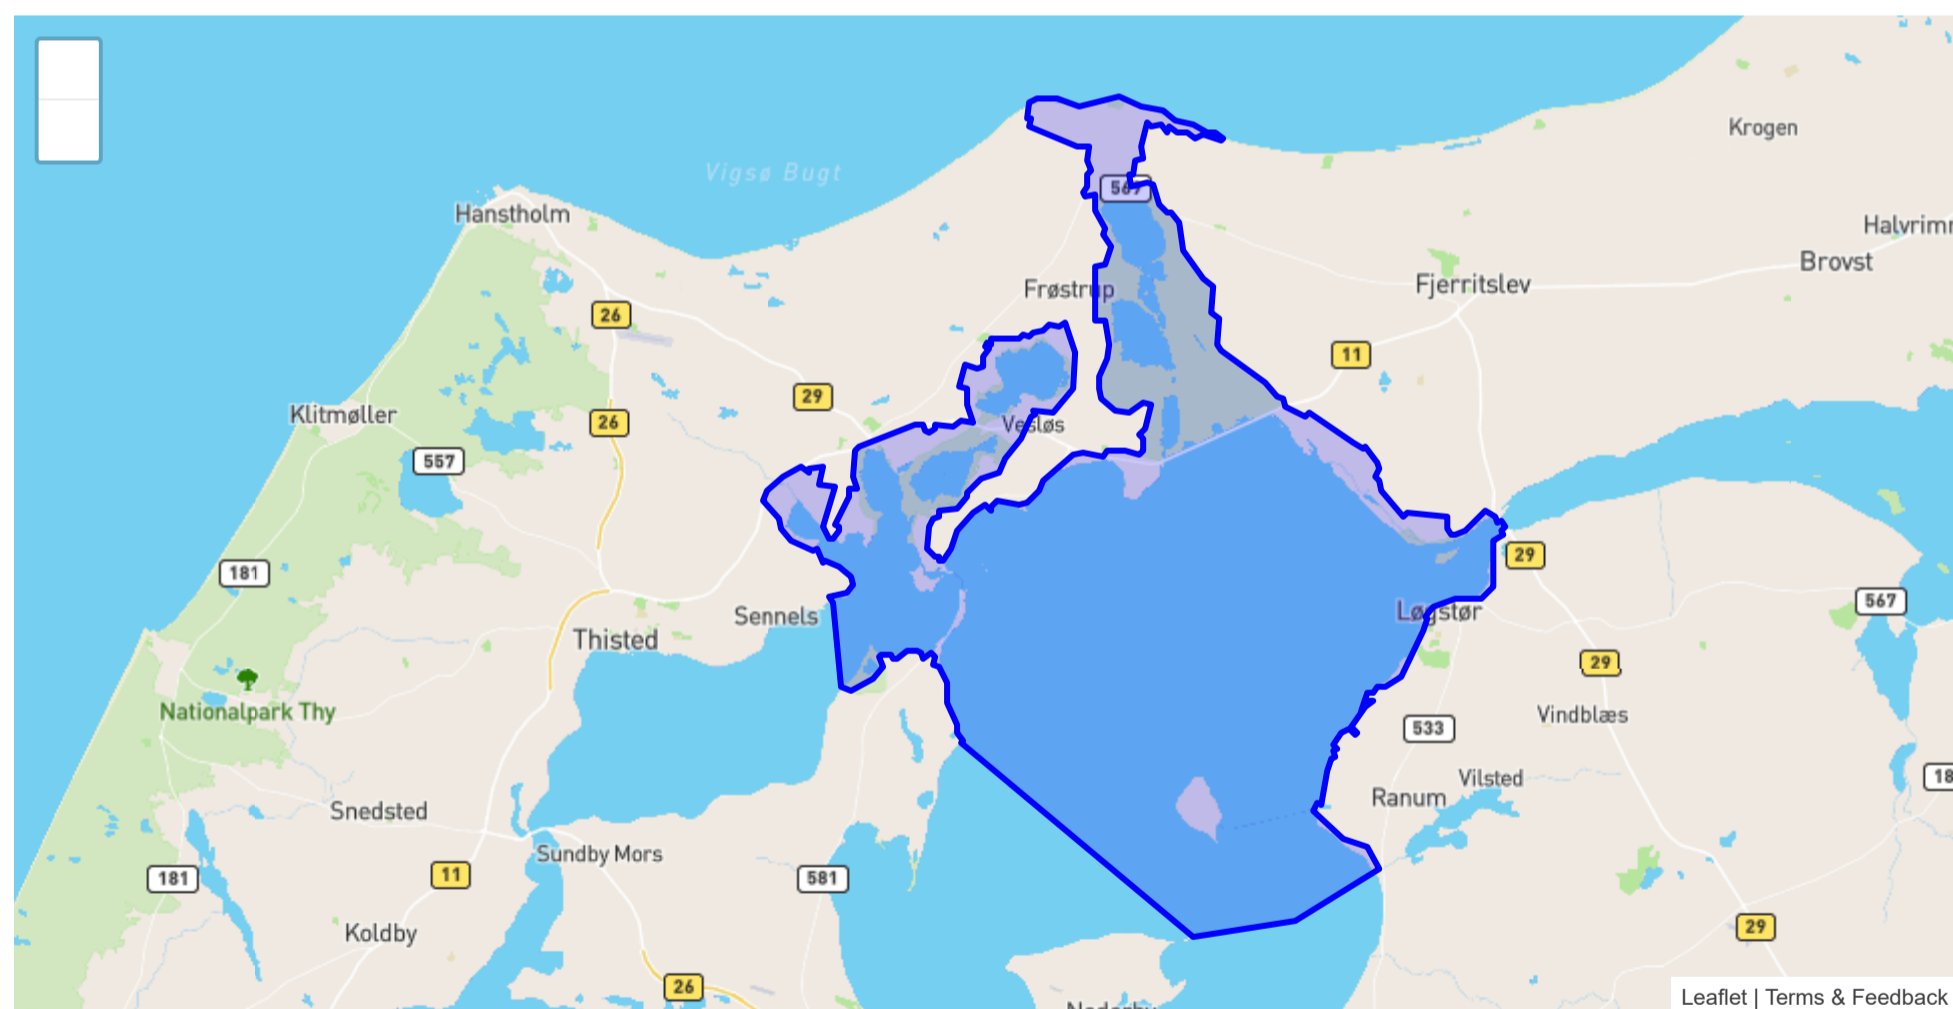 Krogen
Vigsø Bugt
569
Hanstholm
Halvrimm
Brovst
Frøstrup
Fjerritslev
26
11
29
Klitmøller
26
Vesløs
557
29
181
567
Løgstør
Sennels
Thisted
29
Nationalpark Thy
Vindblæs
533
Vilsted
18
Ranum
Snedsted
Sundby Mors
11
581
181
29
Koldby
26
Leaflet | Terms & Feedback